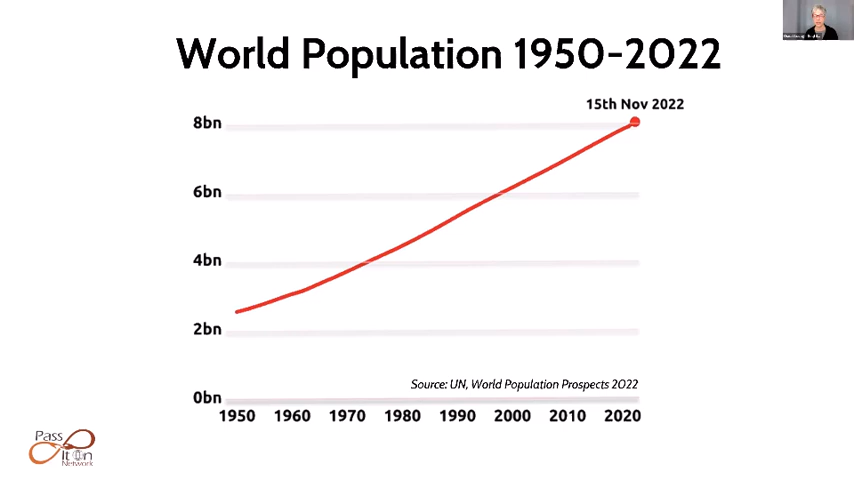 World Population 1950-2022
15th Nov 2022
8bn
6bn
4bn
2bn
Source: UN, World Population Prospects 2022
0bn
1950 1960 1970 1980 1990 2000 2010 2020
Pass
It On
Network